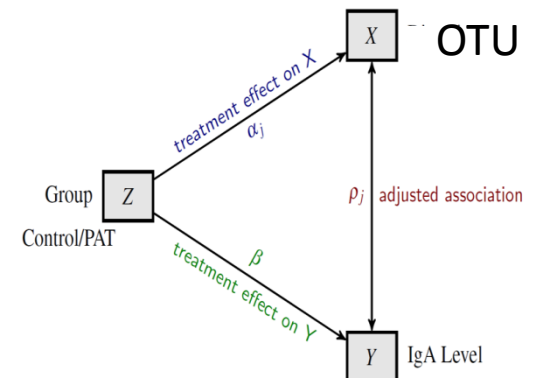 X
OTU
treatment effect on X
αj
Group
Z
Control/PAT
ρj adjusted association
β
treatment effect on Y
Y
IgA Level